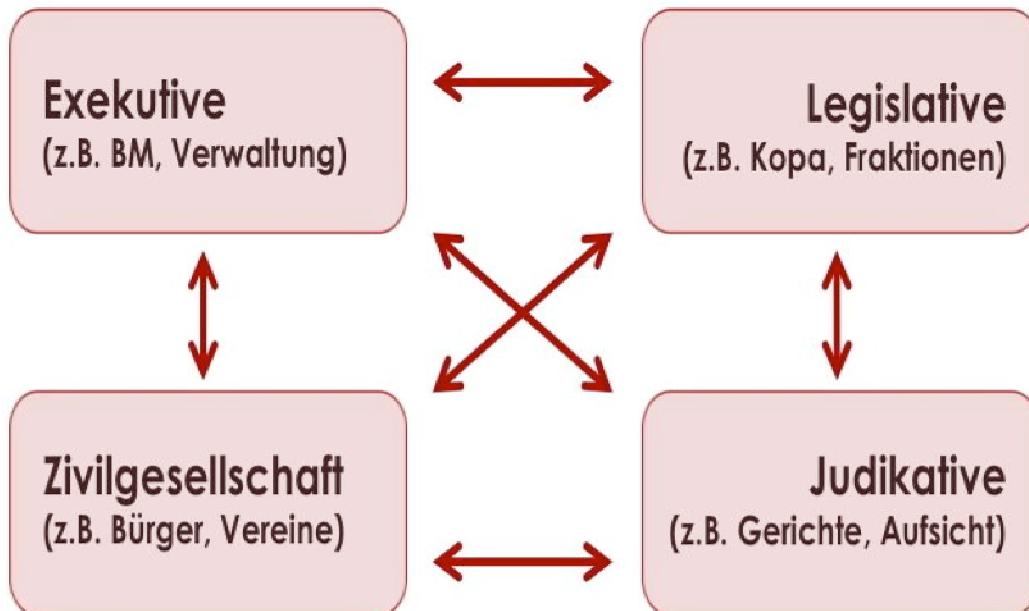 Exekutive
(z.B. BM, Verwaltung)
Legislative
(z.B. Kopa, Fraktionen)
Zivilgesellschaft
(z.B. Bürger, Vereine)
Judikative
(z.B. Gerichte, Aufsicht)